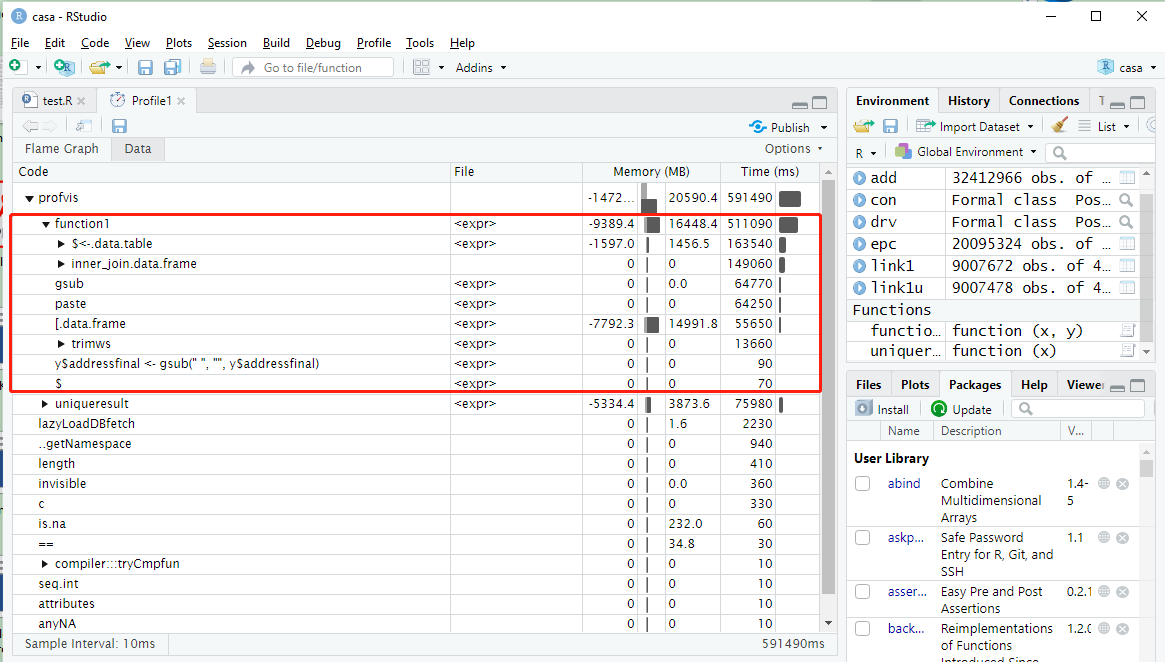 casa - RStudio
File Edit Code View Plots Session Build Debug Profile Tools Help
Go to file/function Addins casa
test.R Profile1
Publish
Flame Graph Data Options
Code File Memory (MB) Time (ms)
profvis -1472... 20590.4 591490
function1 <expr> -9389.4 16448.4 511090
$<-.data.table <expr> -1597.0 1456.5 163540
inner_join.data.frame 0 0 149060
gsub <expr> 0 0.0 64770
paste <expr> 0 0 64250
[.data.frame <expr> -7792.3 14991.8 55650
trimws <expr> 0 0 13660
y$addressfinal <- gsub(" ", "", y$addressfinal) <expr> 0 0 90
$ <expr> 0 0 70
uniqueresult <expr> -5334.4 3873.6 75980
lazyLoadDBfetch 0 1.6 2230
..getNamespace 0 0 940
length 0 0 410
invisible 0 0.0 360
c 0 0 330
is.na 0 232.0 60
== 0 34.8 30
compiler:::tryCmpfun 0 0 10
seq.int 0 0 10
attributes 0 0 10
anyNA 0 0 10
Sample Interval: 10ms 591490ms
Environment History Connections T
Import Dataset List
R Global Environment
add 32412966 obs. of ...
con Formal class Pos...
drv Formal class Pos...
epc 20095324 obs. of ...
link1 9007672 obs. of 4...
link1u 9007478 obs. of 4...
Functions
functio... function (x, y)
uniquer... function (x)
Files Plots Packages Help Viewer
Install Update
Name Description V...
User Library
abind Combine Multidimensional Arrays 1.4-5
askp... Safe Password Entry for R, Git, and SSH 1.1
asser... Easy Pre and Post Assertions 0.2.1
back... Reimplementations of Functions Introduced Since 1.2.0